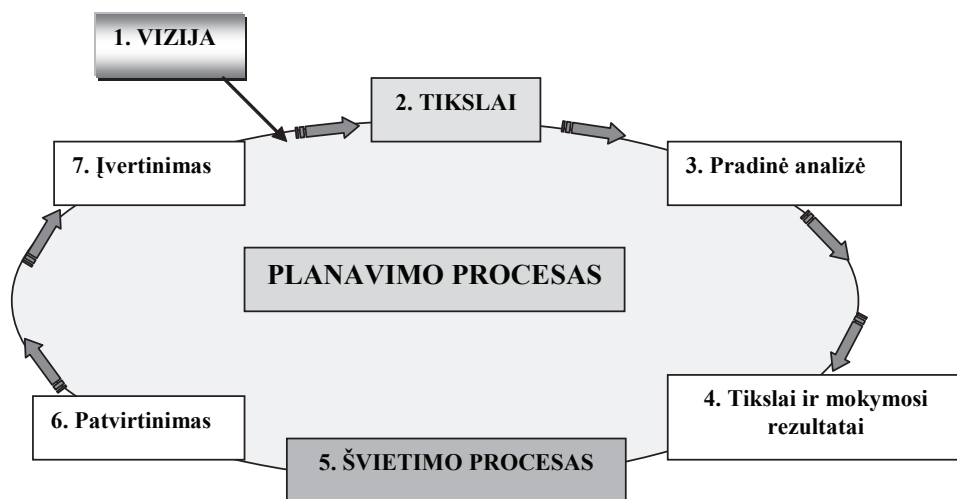 1. VIZIJA
2. TIKSLAI
7. Įvertinimas
3. Pradinė analizė
PLANAVIMO PROCESAS
4. Tikslai ir mokymosi
rezultatai
6. Patvirtinimas
5. ŠVIETIMO PROCESAS